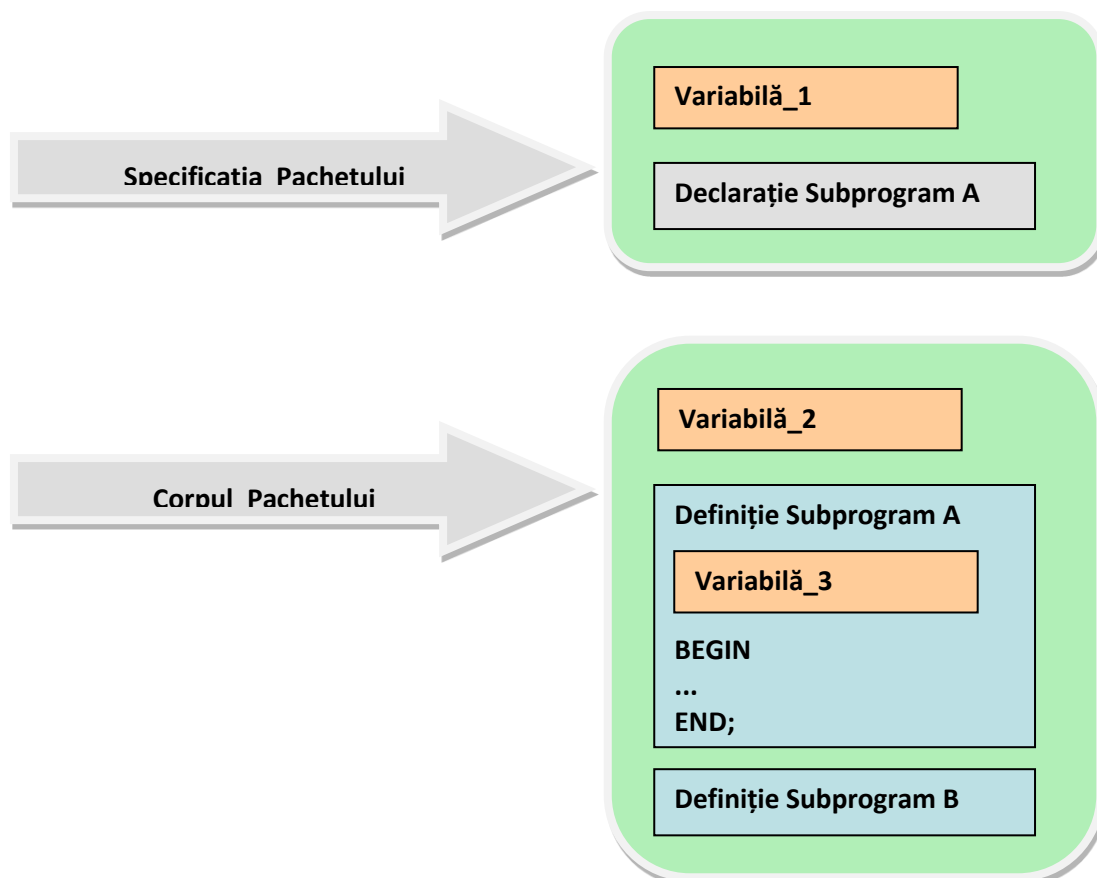 Variabilă_1
Specificatia Pachetului
Declarație Subprogram A
Variabilă_2
Corpul Pachetului
Definiție Subprogram A
Variabilă_3
BEGIN
...
END;
Definiție Subprogram B